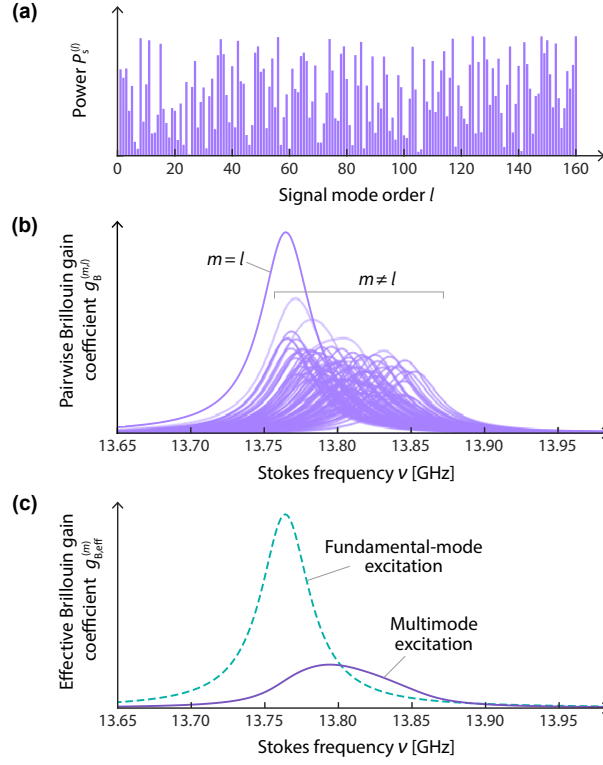 (a)
Power P_s^(l)
0 20 40 60 80 100 120 140 160
Signal mode order l
(b)
Pairwise Brillouin gain
coefficient g_B^(m,l)
m = l
m ≠ l
13.65 13.70 13.75 13.80 13.85 13.90 13.95
Stokes frequency ν [GHz]
(c)
Effective Brillouin gain
coefficient g_B,eff^(m)
Fundamental-mode
excitation
Multimode
excitation
13.65 13.70 13.75 13.80 13.85 13.90 13.95
Stokes frequency ν [GHz]